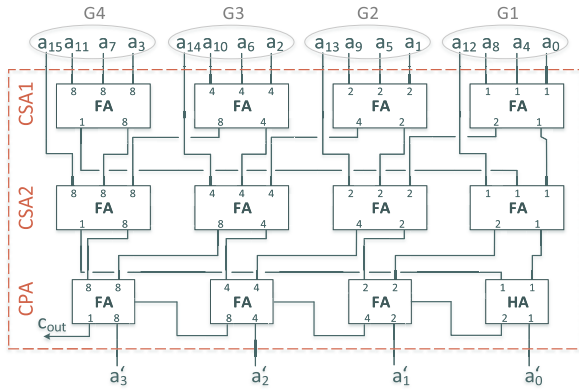 G4 G3 G2 G1
a15 a11 a7 a3 a14 a10 a6 a2 a13 a9 a5 a1 a12 a8 a4 a0
CSA1
8 8 8 4 4 4 2 2 2 1 1 1
FA FA FA FA
1 8 8 4 4 2 2 1
CSA2
8 8 8 4 4 4 2 2 2 1 1 1
FA FA FA FA
1 8 8 4 4 2 2 1
CPA
8 8 4 4 2 2 1 1
FA FA FA HA
1 8 8 4 4 2 2 1
cout
a′3 a′2 a′1 a′0